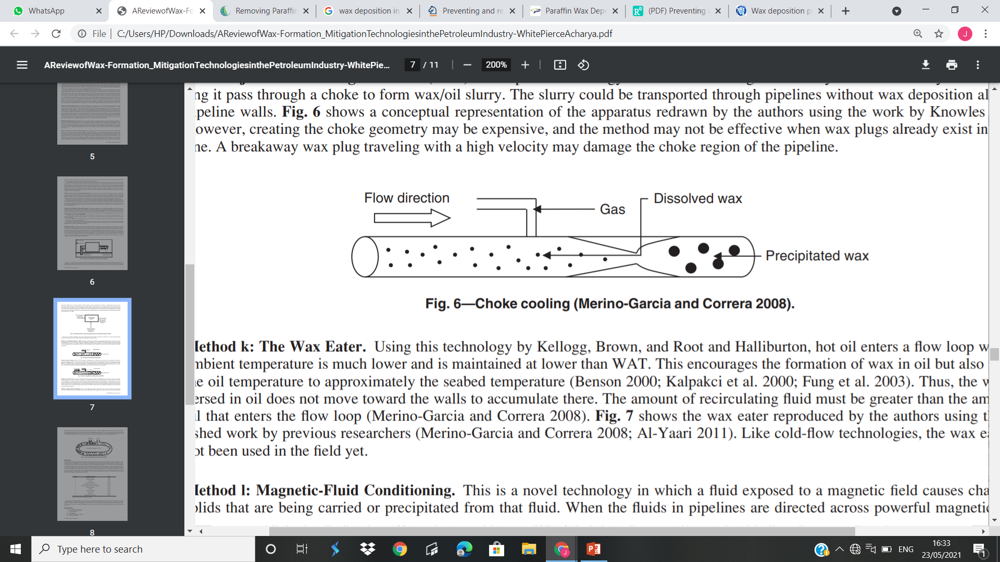 WhatsApp
AReviewofWax-Fo
Removing Paraffin
wax deposition in
Preventing and re
Paraffin Wax Depo
(PDF) Preventing
Wax deposition p
File
C:/Users/HP/Downloads/AReviewofWax-Formation_MitigationTechnologiesinthePetroleumIndustry-WhitePierceAcharya.pdf
J
AReviewofWax-Formation_MitigationTechnologiesinthePetroleumIndustry-WhitePie...
7 / 11
200%
5
6
7
8
ng it pass through a choke to form wax/oil slurry. The slurry could be transported through pipelines without wax deposition al
ipeline walls. Fig. 6 shows a conceptual representation of the apparatus redrawn by the authors using the work by Knowles
owever, creating the choke geometry may be expensive, and the method may not be effective when wax plugs already exist in
ne. A breakaway wax plug traveling with a high velocity may damage the choke region of the pipeline.
Flow direction
Gas
Dissolved wax
Precipitated wax
Fig. 6—Choke cooling (Merino-Garcia and Correra 2008).
lethod k: The Wax Eater. Using this technology by Kellogg, Brown, and Root and Halliburton, hot oil enters a flow loop w
mbient temperature is much lower and is maintained at lower than WAT. This encourages the formation of wax in oil but also
e oil temperature to approximately the seabed temperature (Benson 2000; Kalpakci et al. 2000; Fung et al. 2003). Thus, the w
ersed in oil does not move toward the walls to accumulate there. The amount of recirculating fluid must be greater than the am
il that enters the flow loop (Merino-Garcia and Correra 2008). Fig. 7 shows the wax eater reproduced by the authors using t
shed work by previous researchers (Merino-Garcia and Correra 2008; Al-Yaari 2011). Like cold-flow technologies, the wax ea
ot been used in the field yet.
lethod l: Magnetic-Fluid Conditioning. This is a novel technology in which a fluid exposed to a magnetic field causes cha
olids that are being carried or precipitated from that fluid. When the fluids in pipelines are directed across powerful magnetic
Type here to search
ENG
16:33
23/05/2021
1